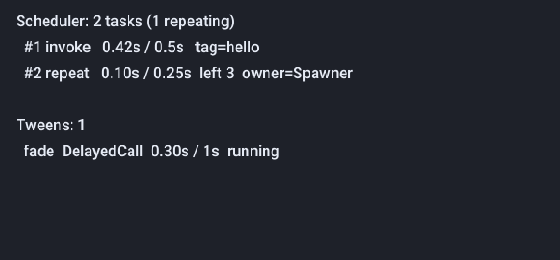 Scheduler: 2 tasks (1 repeating)
#1 invoke 0.42s / 0.5s tag=hello
#2 repeat 0.10s / 0.25s left 3 owner=Spawner
Tweens: 1
fade DelayedCall 0.30s / 1s running